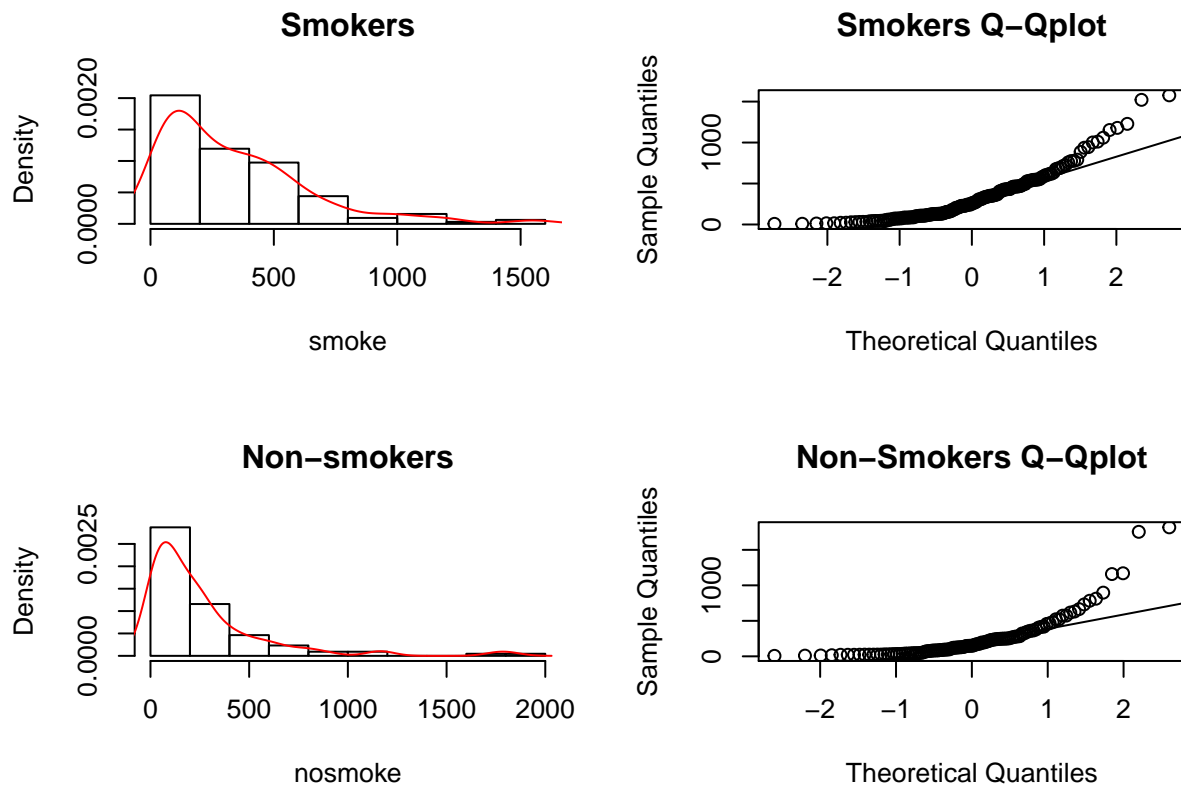 Smokers
Density
0.0000
0.0020
0
500
1000
1500
smoke
Smokers Q−Qplot
Sample Quantiles
0
1000
−2
−1
0
1
2
Theoretical Quantiles
Non−smokers
Density
0.0000
0.0025
0
500
1000
1500
2000
nosmoke
Non−Smokers Q−Qplot
Sample Quantiles
0
1000
−2
−1
0
1
2
Theoretical Quantiles